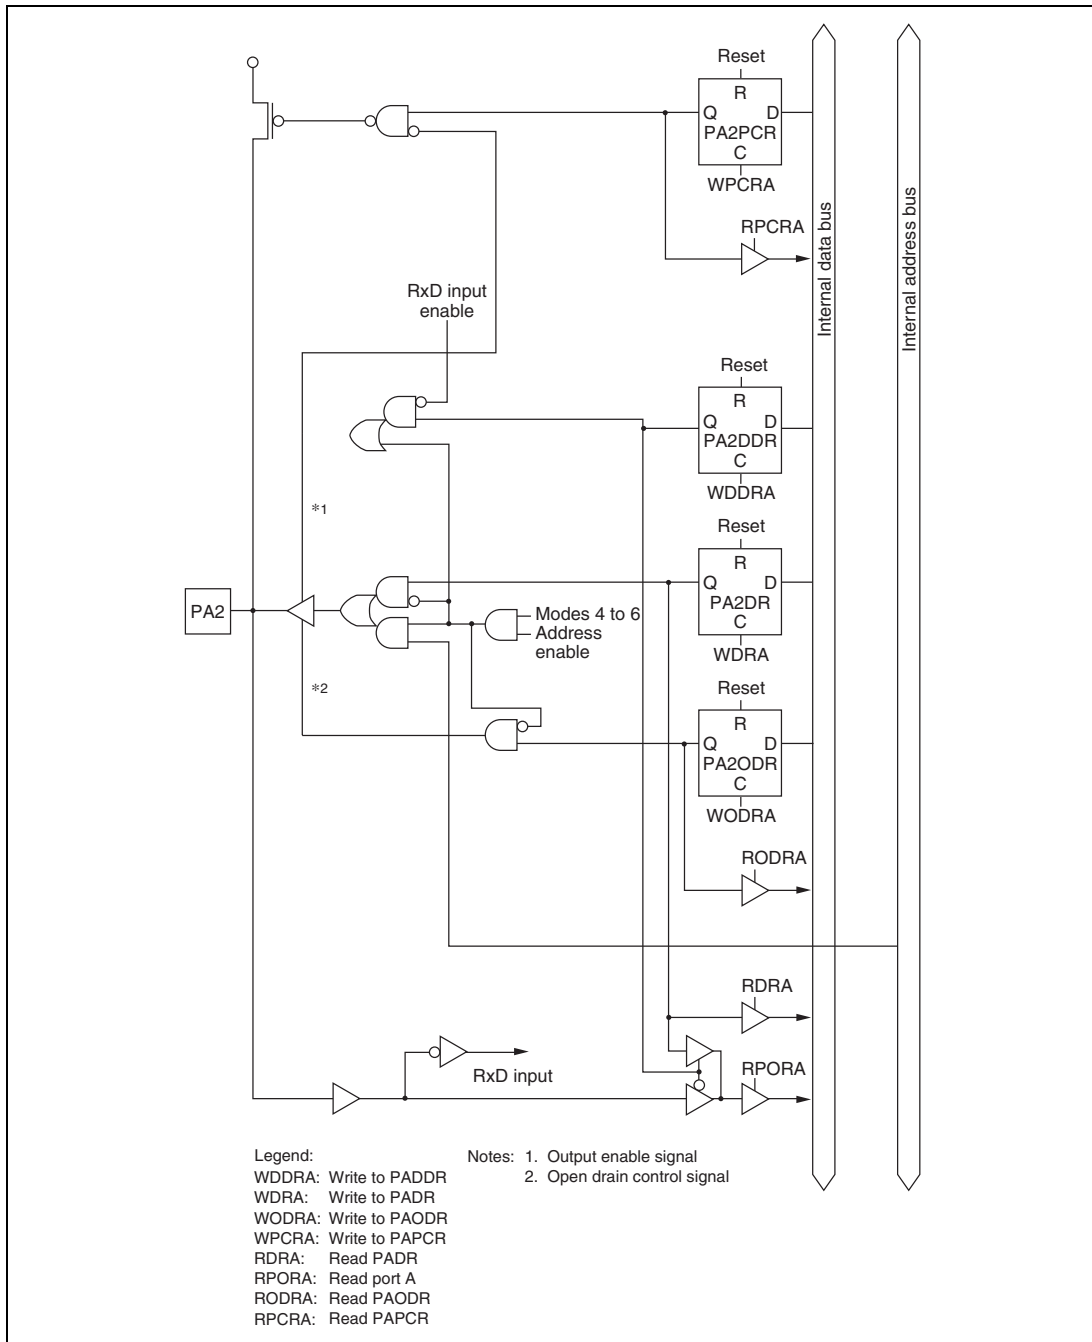 Reset
R
Q D
PA2PCR
C
WPCRA
RPCRA
Internal data bus
Internal address bus
RxD input
enable
Reset
R
Q D
PA2DDR
C
WDDRA
*1
Reset
R
Q D
PA2DR
C
WDRA
PA2
Modes 4 to 6
Address
enable
*2
Reset
R
Q D
PA2ODR
C
WODRA
RODRA
RDRA
RxD input
RPORA
Legend:
WDDRA: Write to PADDR
WDRA: Write to PADR
WODRA: Write to PAODR
WPCRA: Write to PAPCR
RDRA: Read PADR
RPORA: Read port A
RODRA: Read PAODR
RPCRA: Read PAPCR
Notes: 1. Output enable signal
2. Open drain control signal